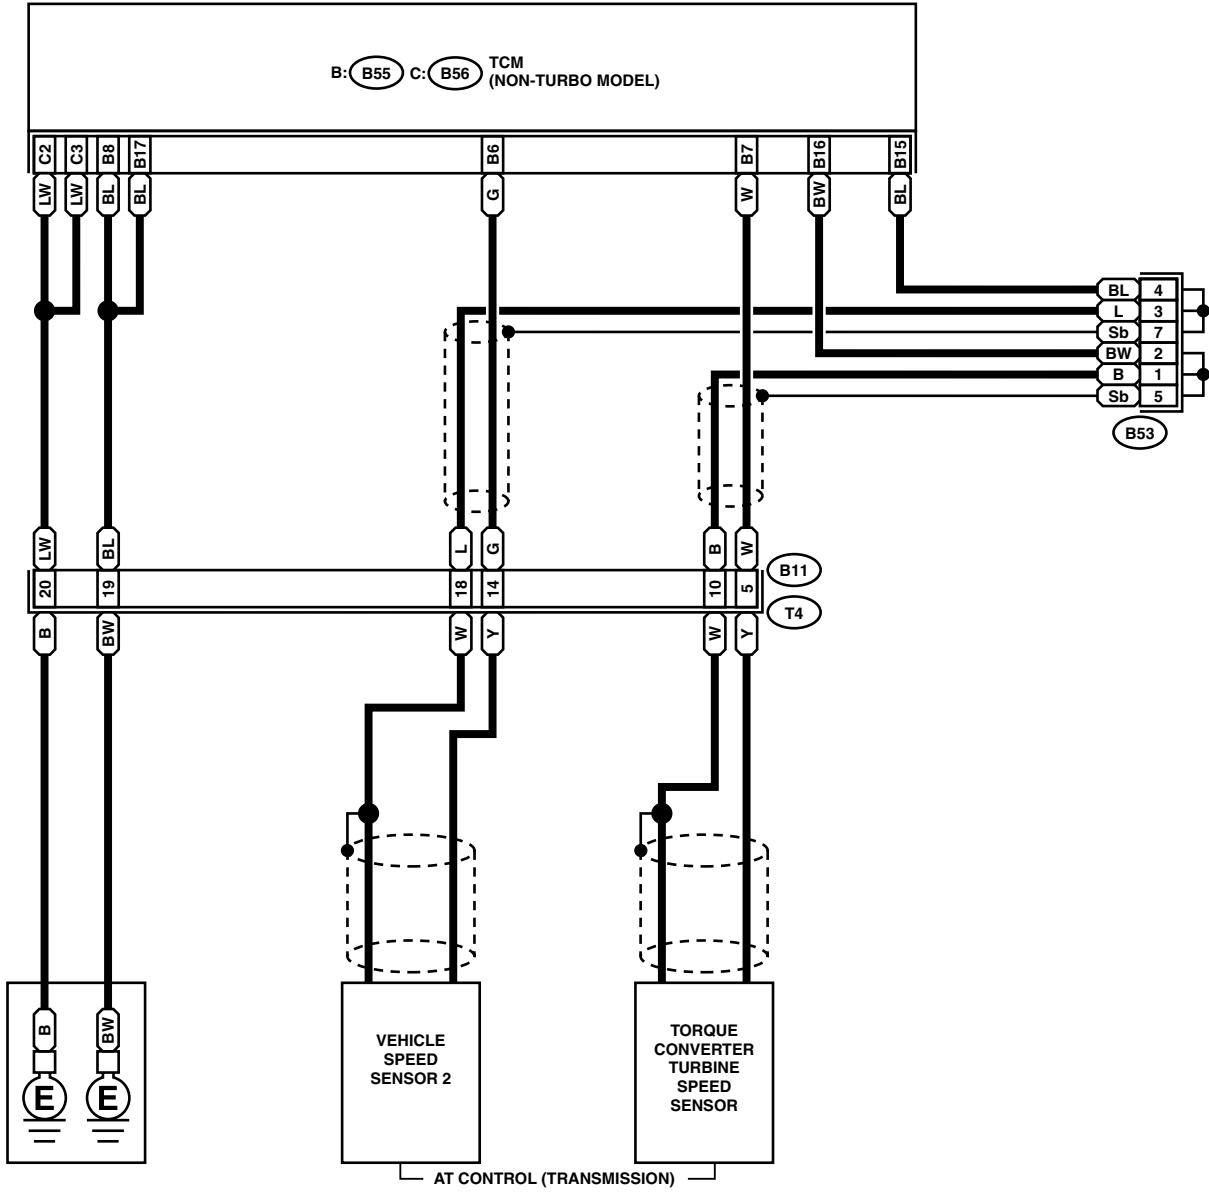 B: B55 C: B56 TCM
(NON-TURBO MODEL)
C2 C3 B8 B17 B6 B7 B16 B15
LW LW BL BL G W BW BL
BL 4
L 3
Sb 7
BW 2
B 1
Sb 5
B53
LW BL L G B W
20 19 18 14 10 5
B11
T4
B BW W Y W Y
B BW
E E
VEHICLE
SPEED
SENSOR 2
TORQUE
CONVERTER
TURBINE
SPEED
SENSOR
AT CONTROL (TRANSMISSION)